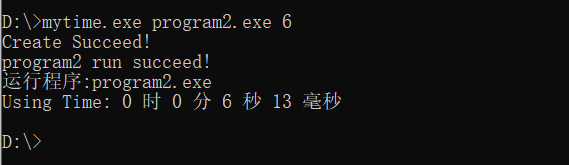 D:\>mytime.exe program2.exe 6
Create Succeed!
program2 run succeed!
运行程序:program2.exe
Using Time: 0 时 0 分 6 秒 13 毫秒
D:\>